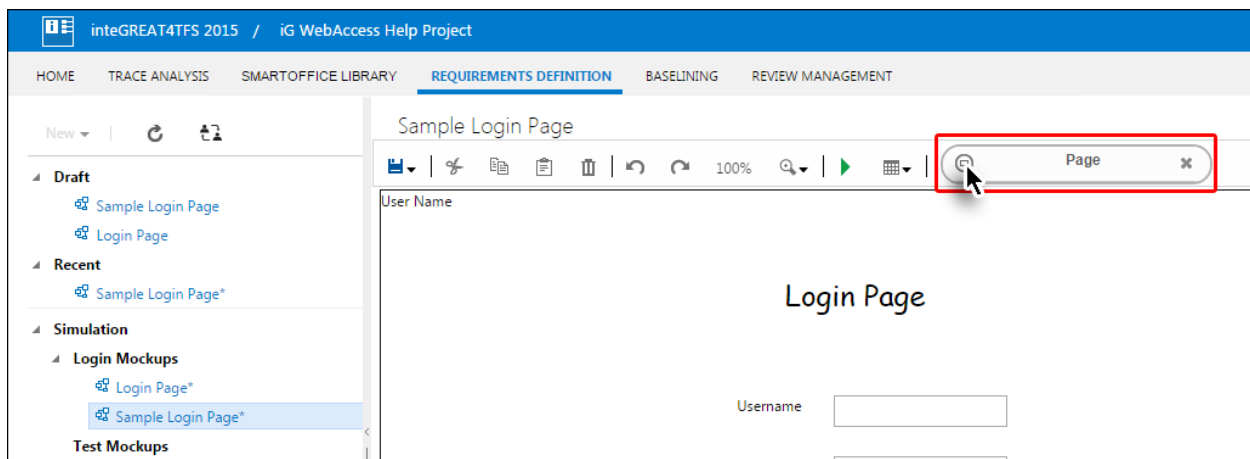 inteGREAT4TFS 2015 / iG WebAccess Help Project
HOME TRACE ANALYSIS SMARTOFFICE LIBRARY REQUIREMENTS DEFINITION BASELINING REVIEW MANAGEMENT
New
Sample Login Page
100%
Page
Draft
Sample Login Page
Login Page
Recent
Sample Login Page*
Simulation
Login Mockups
Login Page*
Sample Login Page*
Test Mockups
User Name
Login Page
Username